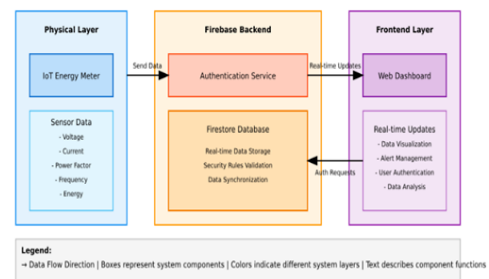 Physical Layer
IoT Energy Meter
Sensor Data
- Voltage
- Current
- Power Factor
- Frequency
- Energy
Send Data
Firebase Backend
Authentication Service
Firestore Database
Real-time Data Storage
Security Rules Validation
Data Synchronization
Real-time Updates
Auth Requests
Frontend Layer
Web Dashboard
Real-time Updates
- Data Visualization
- Alert Management
- User Authentication
- Data Analysis
Legend:
→ Data Flow Direction | Boxes represent system components | Colors indicate different system layers | Text describes component functions